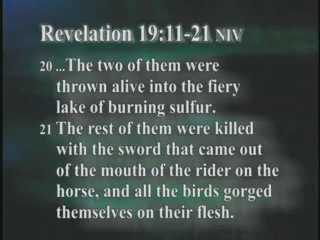 Revelation 19:11-21 NIV
20 ...The two of them were
thrown alive into the fiery
lake of burning sulfur.
21 The rest of them were killed
with the sword that came out
of the mouth of the rider on the
horse, and all the birds gorged
themselves on their flesh.